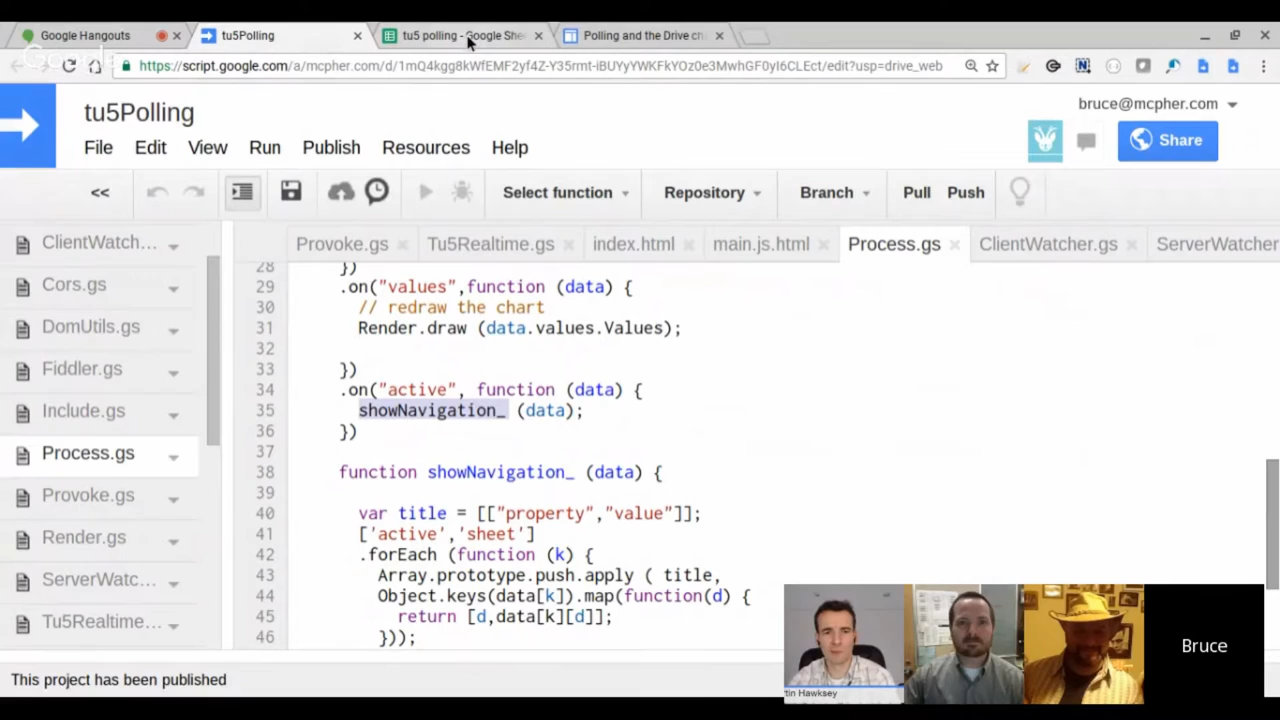 Google Hangouts
tu5Polling
tu5 polling - Google She
Polling and the Drive ch
Google
https://script.google.com/a/mcpher.com/d/1mQ4kgg8kWfEMF2yf4Z-Y35rmt-iBUYyYWKFkYOz0e3MwhGF0yI6CLEct/edit?usp=drive_web
tu5Polling
bruce@mcpher.com
File Edit View Run Publish Resources Help
Share
<<
Select function
Repository
Branch
Pull
Push
ClientWatch...
Cors.gs
DomUtils.gs
Fiddler.gs
Include.gs
Process.gs
Provoke.gs
Render.gs
ServerWatc...
Tu5Realtime...
Provoke.gs
Tu5Realtime.gs
index.html
main.js.html
Process.gs
ClientWatcher.gs
ServerWatcher
28 })
29 .on("values",function (data) {
30 // redraw the chart
31 Render.draw (data.values.Values);
32
33 })
34 .on("active", function (data) {
35 showNavigation_ (data);
36 })
37
38 function showNavigation_ (data) {
39
40 var title = [["property","value"]];
41 ['active','sheet']
42 .forEach (function (k) {
43 Array.prototype.push.apply ( title,
44 Object.keys(data[k]).map(function(d) {
45 return [d,data[k][d]];
46 }));
This project has been published
tin Hawksey
Bruce